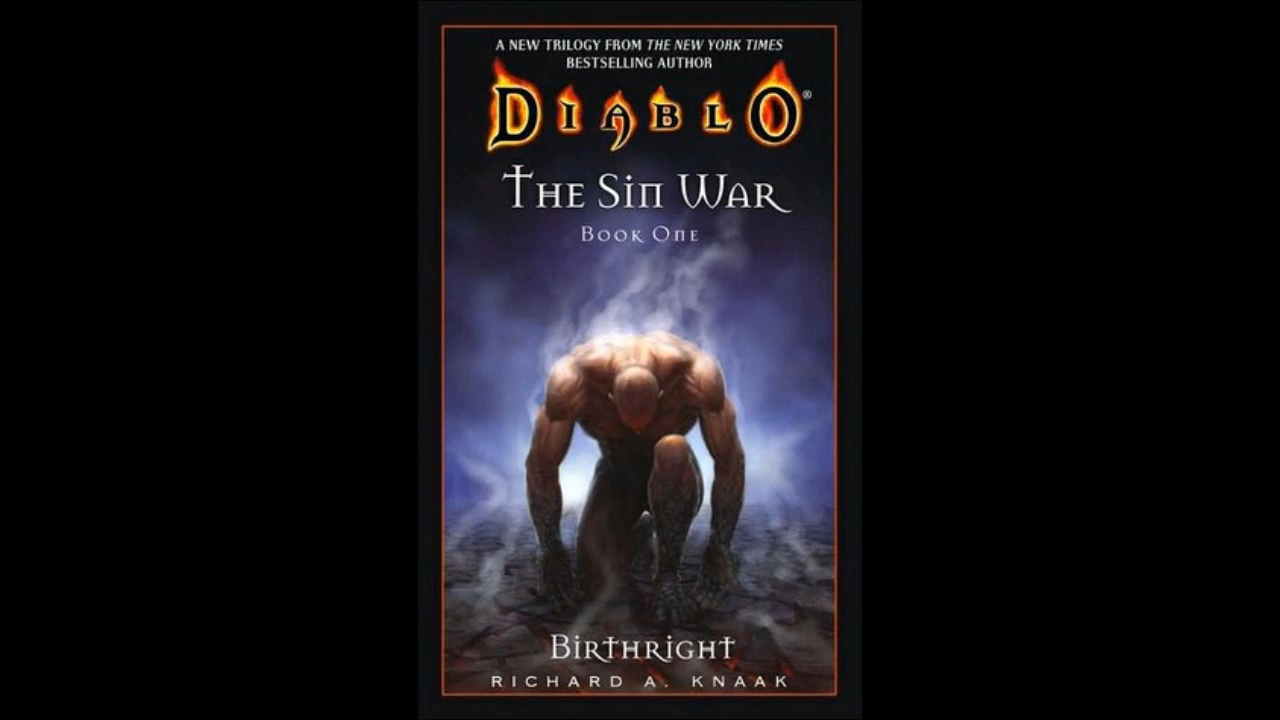 A NEW TRILOGY FROM THE NEW YORK TIMES
BESTSELLING AUTHOR
DIABLO®
THE SIN WAR
BOOK ONE
BIRTHRIGHT
RICHARD A. KNAAK